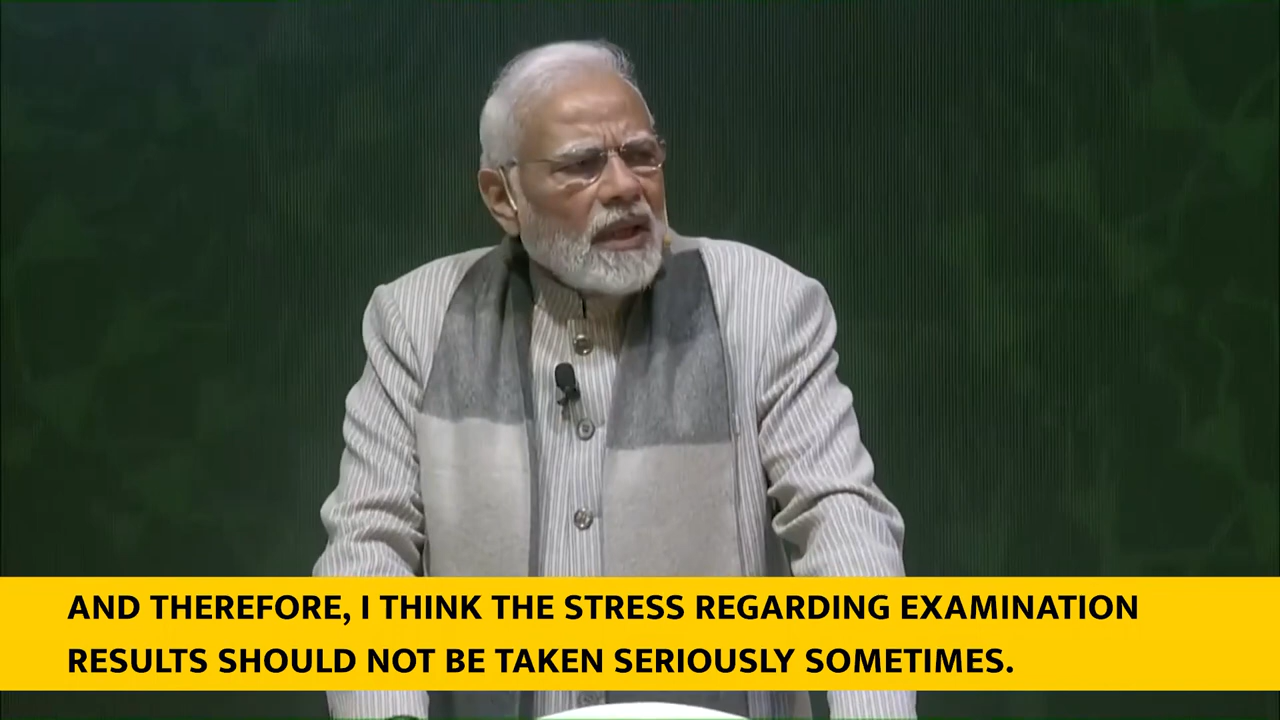 AND THEREFORE, I THINK THE STRESS REGARDING EXAMINATION
RESULTS SHOULD NOT BE TAKEN SERIOUSLY SOMETIMES.